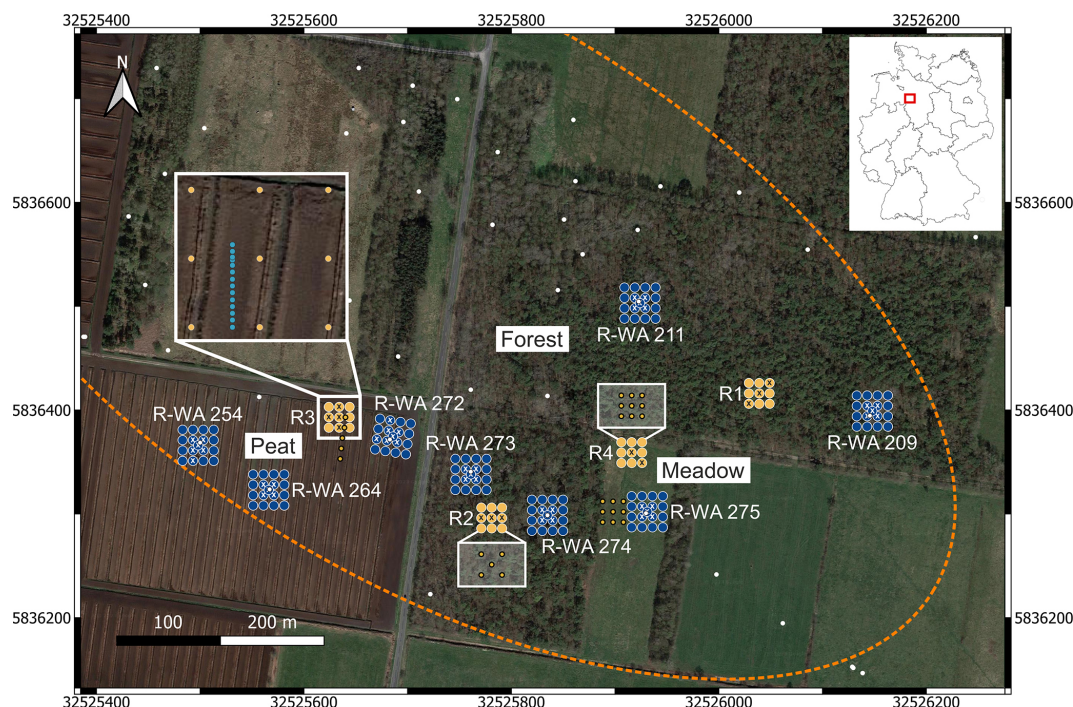 32525400 32525600 32525800 32526000 32526200
N
5836600 5836600
Forest
R-WA 211
R1
5836400 5836400
R3
R-WA 272
R-WA 254
Peat
R-WA 273
R-WA 209
R4
Meadow
R-WA 264
R2
R-WA 275
R-WA 274
5836200 5836200
100 200 m
32525400 32525600 32525800 32526000 32526200